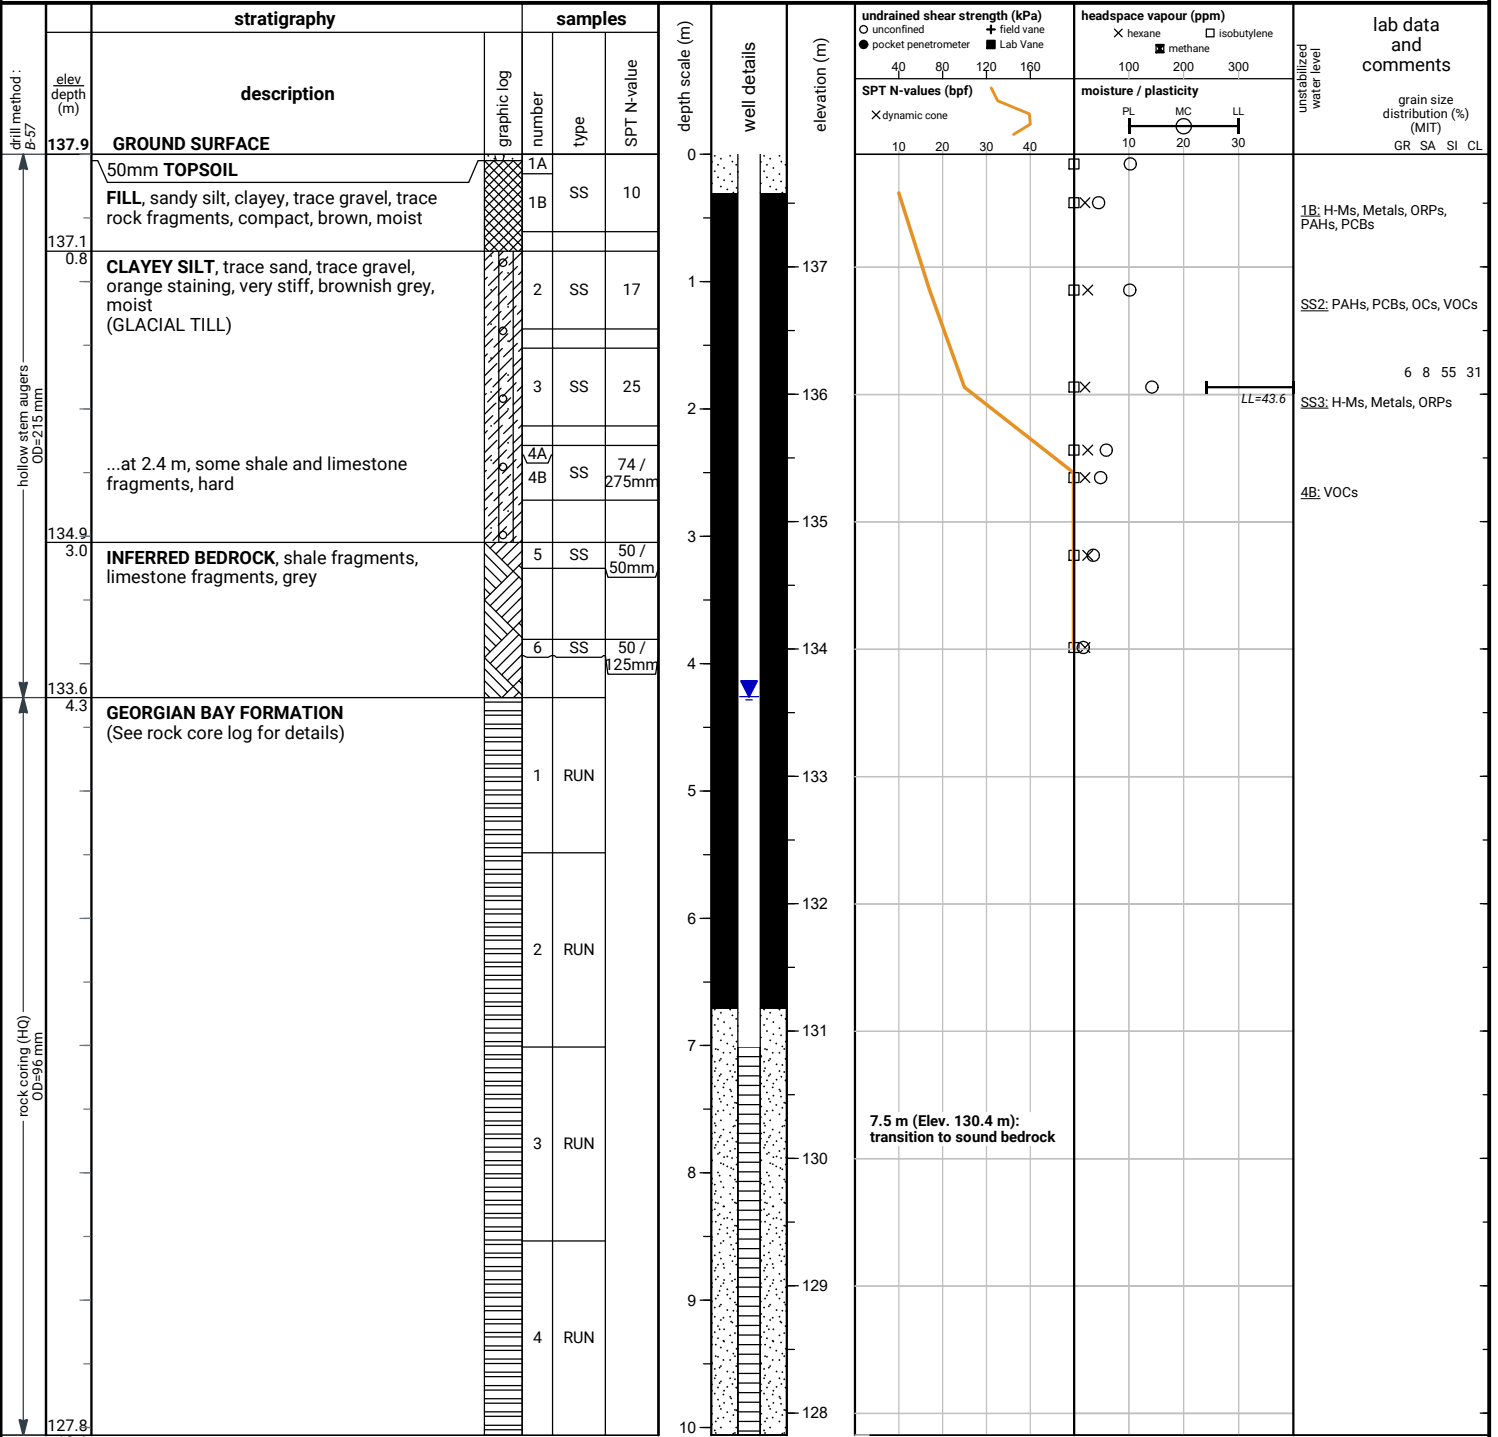 stratigraphy
samples
drill method :
B-57
elev
depth
(m)
description
graphic log
number
type
SPT N-value
depth scale (m)
well details
elevation (m)
undrained shear strength (kPa)
unconfined
field vane
pocket penetrometer
Lab Vane
40 80 120 160
SPT N-values (bpf)
dynamic cone
10 20 30 40
headspace vapour (ppm)
hexane
isobutylene
methane
100 200 300
moisture / plasticity
PL MC LL
10 20 30
unstabilized
water level
lab data
and
comments
grain size
distribution (%)
(MIT)
GR SA SI CL
137.9 GROUND SURFACE
50mm TOPSOIL
FILL, sandy silt, clayey, trace gravel, trace
rock fragments, compact, brown, moist
137.1
0.8
CLAYEY SILT, trace sand, trace gravel,
orange staining, very stiff, brownish grey,
moist
(GLACIAL TILL)
...at 2.4 m, some shale and limestone
fragments, hard
134.9
3.0
INFERRED BEDROCK, shale fragments,
limestone fragments, grey
133.6
4.3
GEORGIAN BAY FORMATION
(See rock core log for details)
127.8
hollow stem augers
OD=215 mm
rock coring (HQ)
OD=96 mm
1A
1B SS 10
2 SS 17
3 SS 25
4A
4B SS 74 /
275mm
5 SS 50 /
50mm
6 SS 50 /
125mm
1 RUN
2 RUN
3 RUN
4 RUN
0
1
2
3
4
5
6
7
8
9
10
137
136
135
134
133
132
131
130
129
128
LL=43.6
7.5 m (Elev. 130.4 m):
transition to sound bedrock
1B: H-Ms, Metals, ORPs,
PAHs, PCBs
SS2: PAHs, PCBs, OCs, VOCs
6 8 55 31
SS3: H-Ms, Metals, ORPs
4B: VOCs